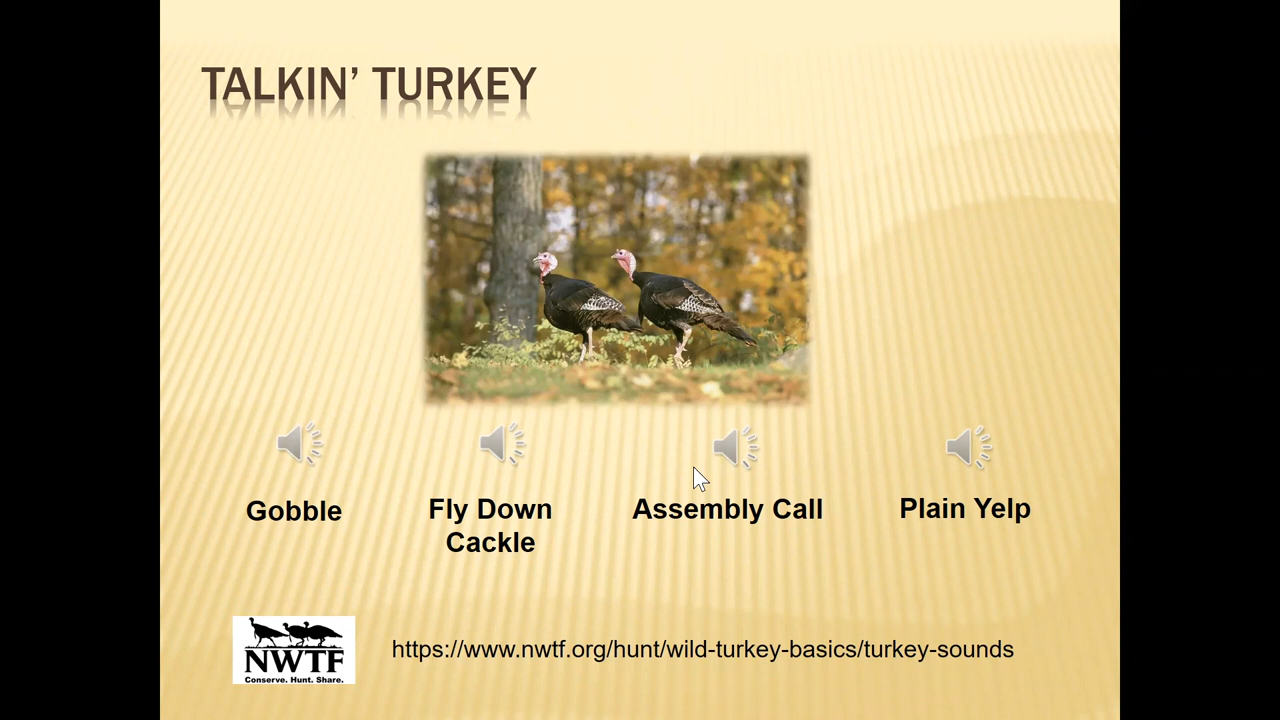 TALKIN' TURKEY
Gobble
Fly Down
Cackle
Assembly Call
Plain Yelp
NWTF
Conserve. Hunt. Share.
https://www.nwtf.org/hunt/wild-turkey-basics/turkey-sounds